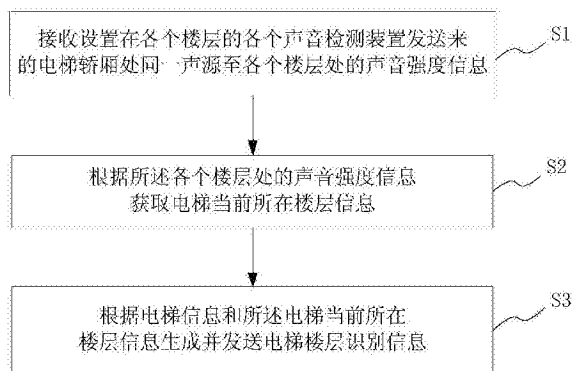 接收设置在各个楼层的各个声音检测装置发送来
的电梯轿厢处同一声源至各个楼层处的声音强度信息
S1
根据所述各个楼层处的声音强度信息
获取电梯当前所在楼层信息
S2
根据电梯信息和所述电梯当前所在
楼层信息生成并发送电梯楼层识别信息
S3